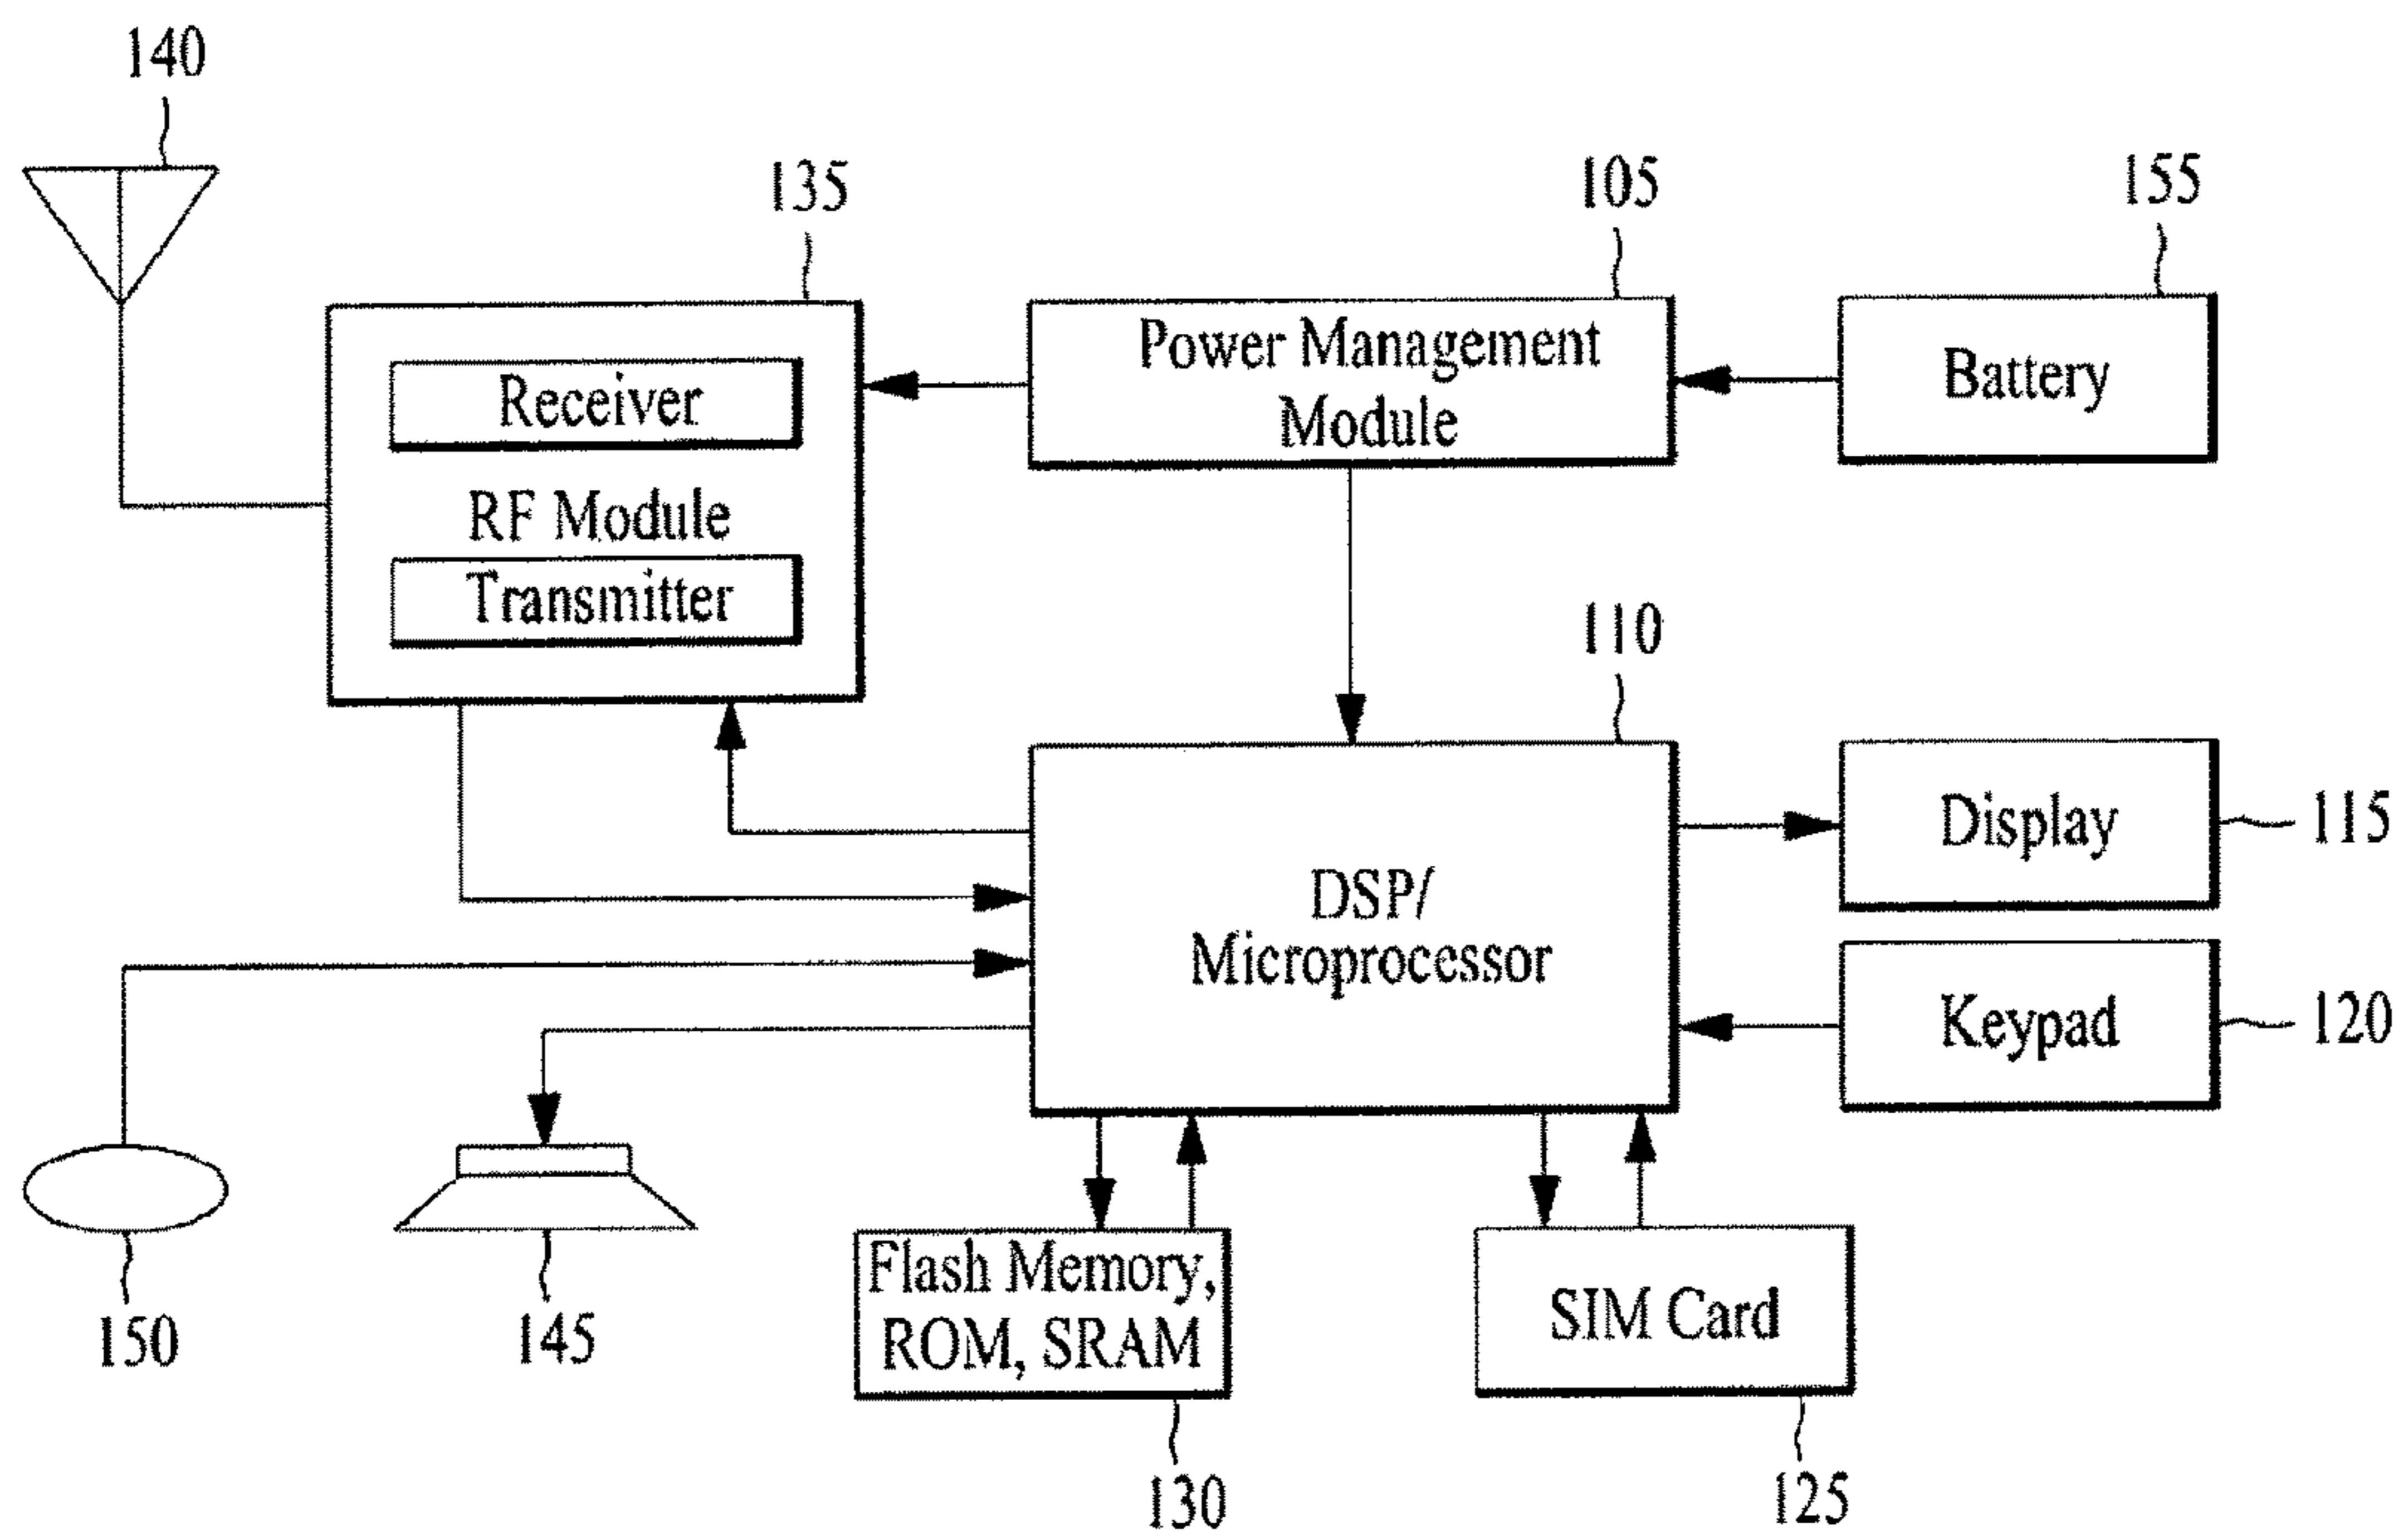 140
135
105
155
Receiver
RF Module
Transmitter
Power Management
Module
Battery
110
DSP/
Microprocessor
Display
115
Keypad
120
150
145
Flash Memory,
ROM, SRAM
130
SIM Card
125